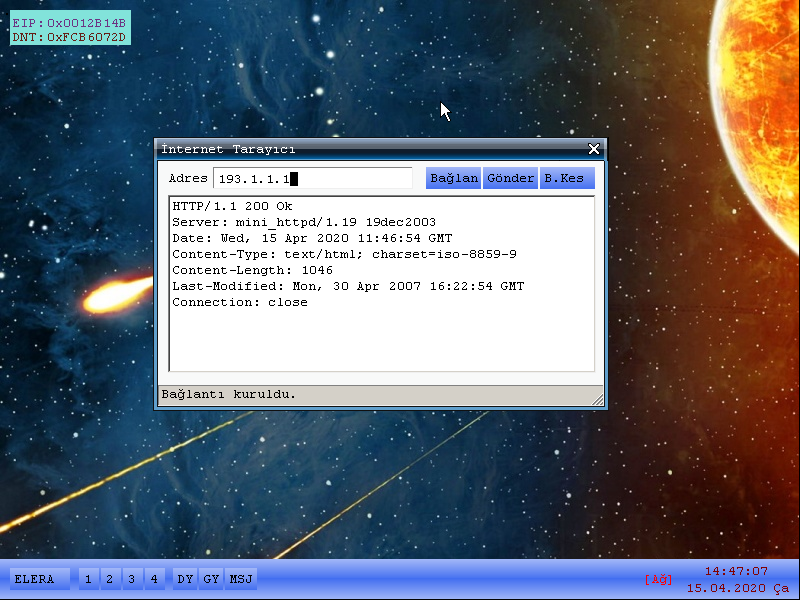 EIP:0x0012B14B
DNT:0xFCB6072D
İnternet Tarayıcı
Adres 193.1.1.1 Bağlan Gönder B.Kes
HTTP/1.1 200 Ok
Server: mini_httpd/1.19 19dec2003
Date: Wed, 15 Apr 2020 11:46:54 GMT
Content-Type: text/html; charset=iso-8859-9
Content-Length: 1046
Last-Modified: Mon, 30 Apr 2007 16:22:54 GMT
Connection: close
Bağlantı kuruldu.
ELERA 1 2 3 4 DY GY MSJ [Ağ] 14:47:07
15.04.2020 Ça